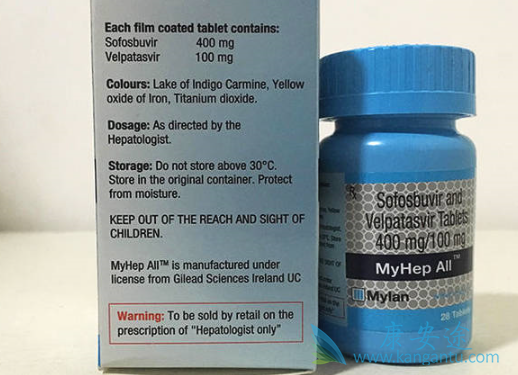 Each film coated tablet contains:
Sofosbuvir 400 mg
Velpatasvir 100 mg
Colours: Lake of Indigo Carmine, Yellow
oxide of Iron, Titanium dioxide.
Dosage: As directed by the
Hepatologist.
Storage: Do not store above 30°C.
Store in the original container. Protect
from moisture.
KEEP OUT OF THE REACH AND SIGHT OF
CHILDREN.
MyHep All™ is manufactured under
license from Gilead Sciences Ireland UC
Warning: To be sold by retail on the
prescription of "Hepatologist only"
Sofosbuvir and
Velpatasvir Tablets
400 mg/100 mg
MyHep All™
Mylan
28 Tablets
康安途
www.kangantu.com